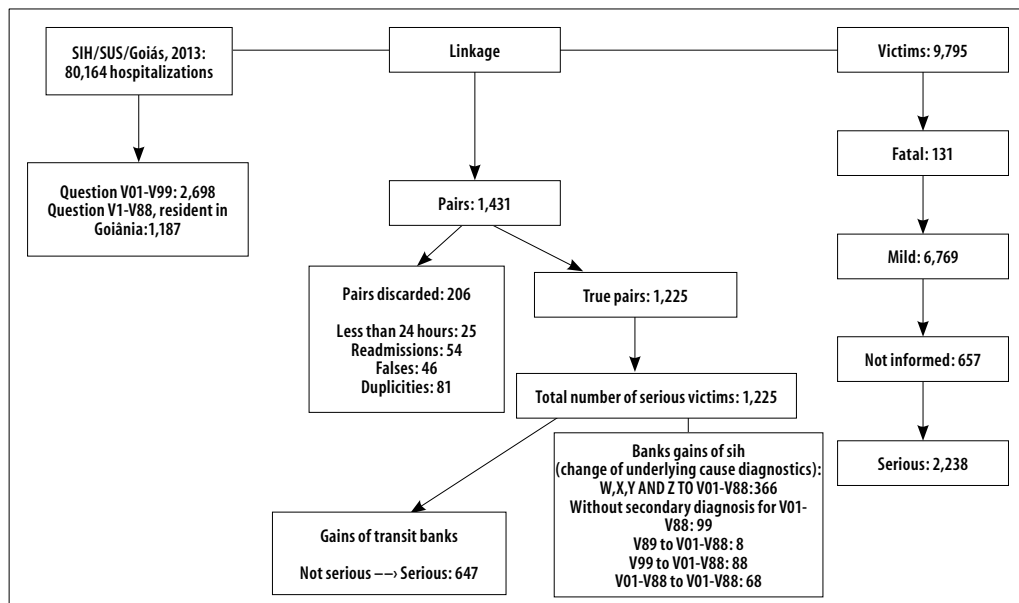 SIH/SUS/Goiás, 2013:
80,164 hospitalizations
Linkage
Victims: 9,795
Fatal: 131
Question V01-V99: 2,698
Question V1-V88, resident in
Goiânia:1,187
Pairs: 1,431
Mild: 6,769
Pairs discarded: 206
Less than 24 hours: 25
Readmissions: 54
Falses: 46
Duplicities: 81
True pairs: 1,225
Not informed: 657
Total number of serious victims: 1,225
Serious: 2,238
Banks gains of sih
(change of underlying cause diagnostics):
W,X,Y AND Z TO V01-V88:366
Without secondary diagnosis for V01-
V88: 99
V89 to V01-V88: 8
V99 to V01-V88: 88
V01-V88 to V01-V88: 68
Gains of transit banks
Not serious ––› Serious: 647